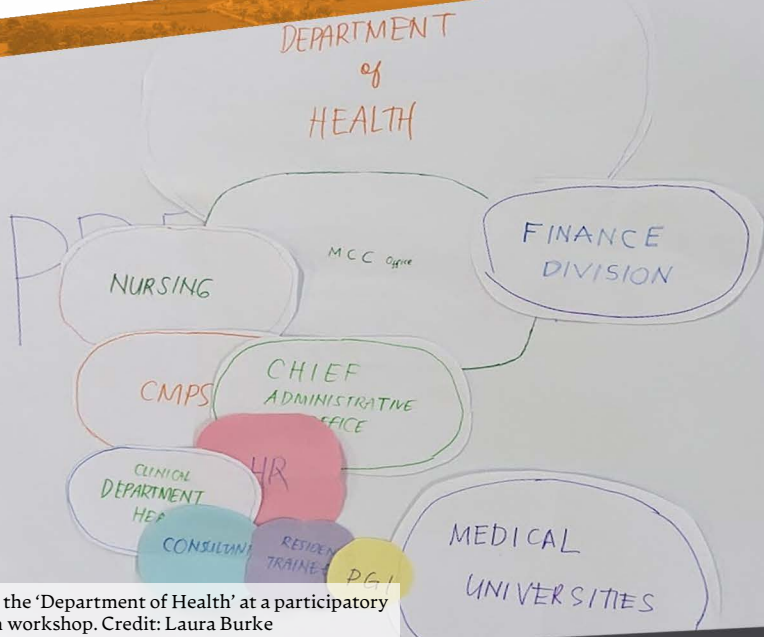 DEPARTMENT
of
HEALTH
MCC Office
FINANCE
DIVISION
NURSING
CMPS
CHIEF
ADMINISTRATIVE
HR
CLINICAL
DEPARTMENT
MEDICAL
UNIVERSITIES
PGI
the ‘Department of Health’ at a participatory
workshop. Credit: Laura Burke